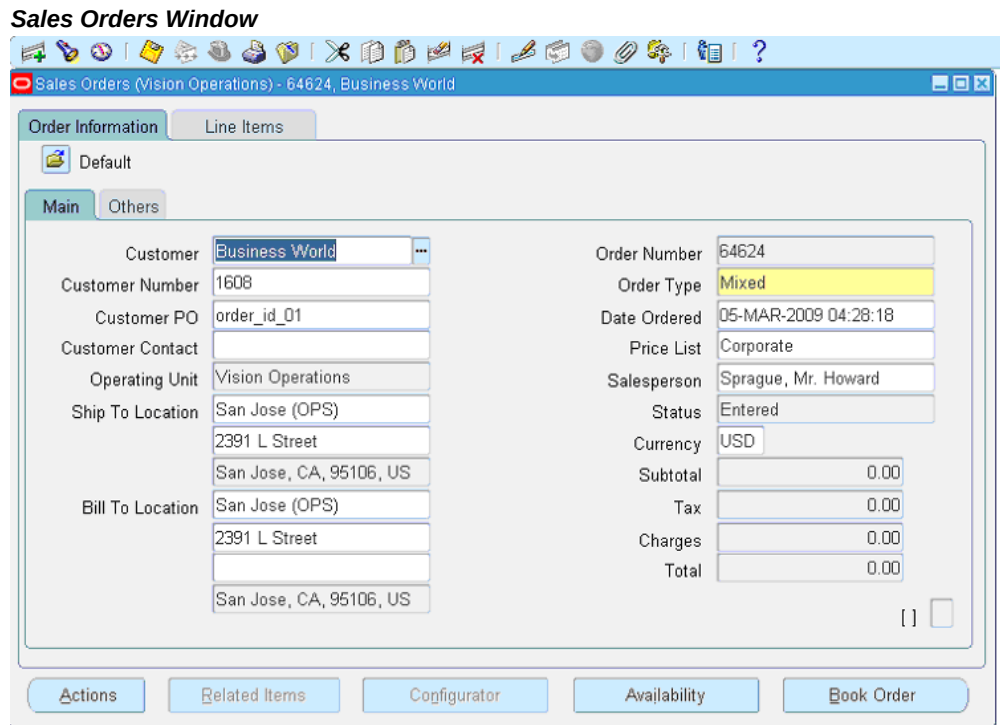 Sales Orders Window
Sales Orders (Vision Operations) - 64624, Business World
Order Information Line Items
Default
Main Others
Customer Business World ...
Customer Number 1608
Customer PO order_id_01
Customer Contact
Operating Unit Vision Operations
Ship To Location San Jose (OPS)
2391 L Street
San Jose, CA, 95106, US
Bill To Location San Jose (OPS)
2391 L Street
San Jose, CA, 95106, US
Order Number 64624
Order Type Mixed
Date Ordered 05-MAR-2009 04:28:18
Price List Corporate
Salesperson Sprague, Mr. Howard
Status Entered
Currency USD
Subtotal 0.00
Tax 0.00
Charges 0.00
Total 0.00
[ ]
Actions Related Items Configurator Availability Book Order